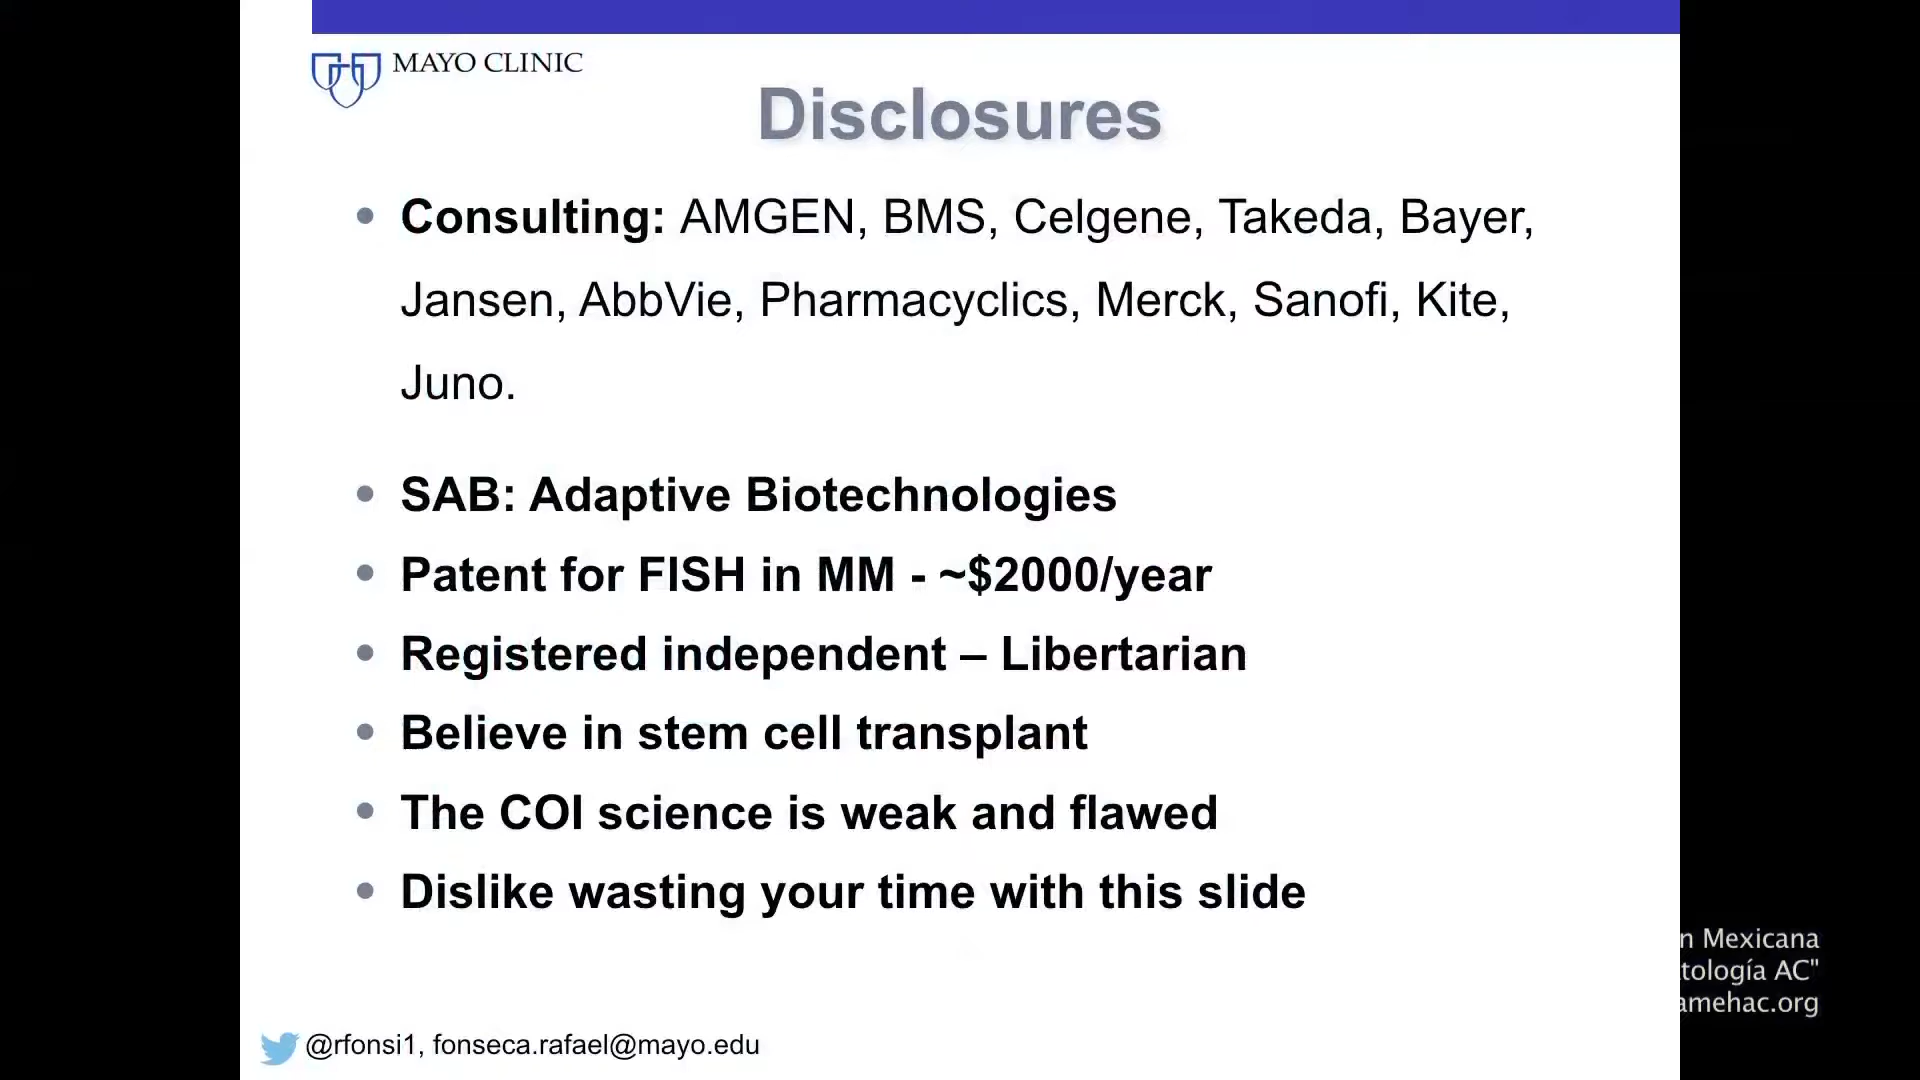 MAYO CLINIC
Disclosures
• Consulting: AMGEN, BMS, Celgene, Takeda, Bayer,
Jansen, AbbVie, Pharmacyclics, Merck, Sanofi, Kite,
Juno.
• SAB: Adaptive Biotechnologies
• Patent for FISH in MM - ~$2000/year
• Registered independent – Libertarian
• Believe in stem cell transplant
• The COI science is weak and flawed
• Dislike wasting your time with this slide
n Mexicana
tología AC"
amehac.org
@rfonsi1, fonseca.rafael@mayo.edu